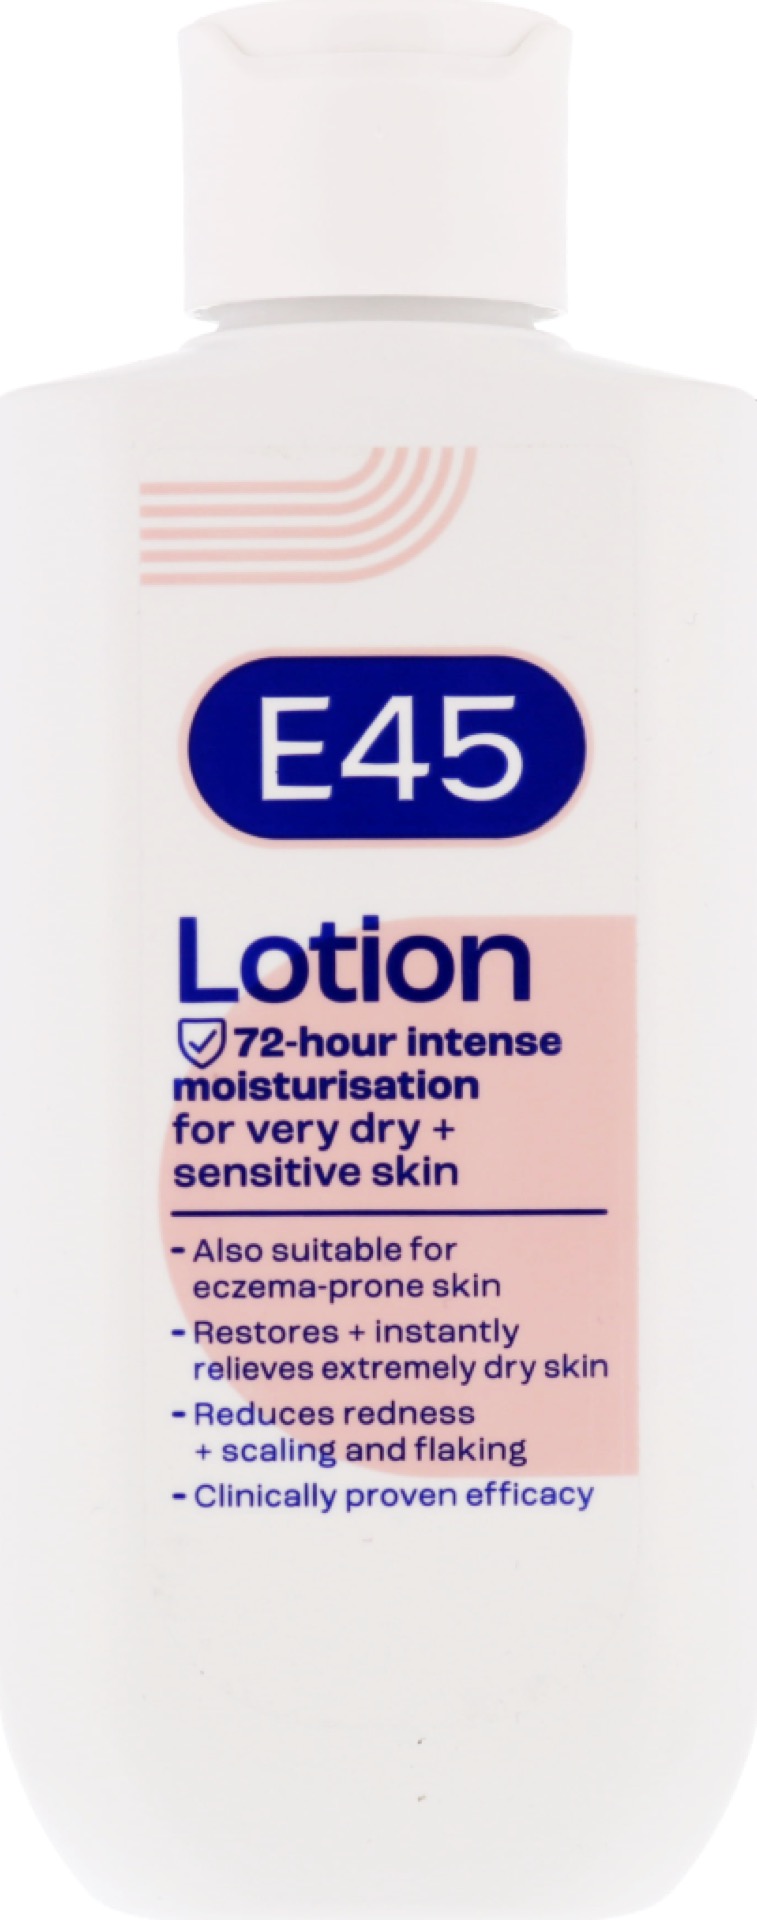 E45
Lotion
72-hour intense
moisturisation
for very dry +
sensitive skin
- Also suitable for
eczema-prone skin
- Restores + instantly
relieves extremely dry skin
- Reduces redness
+ scaling and flaking
- Clinically proven efficacy